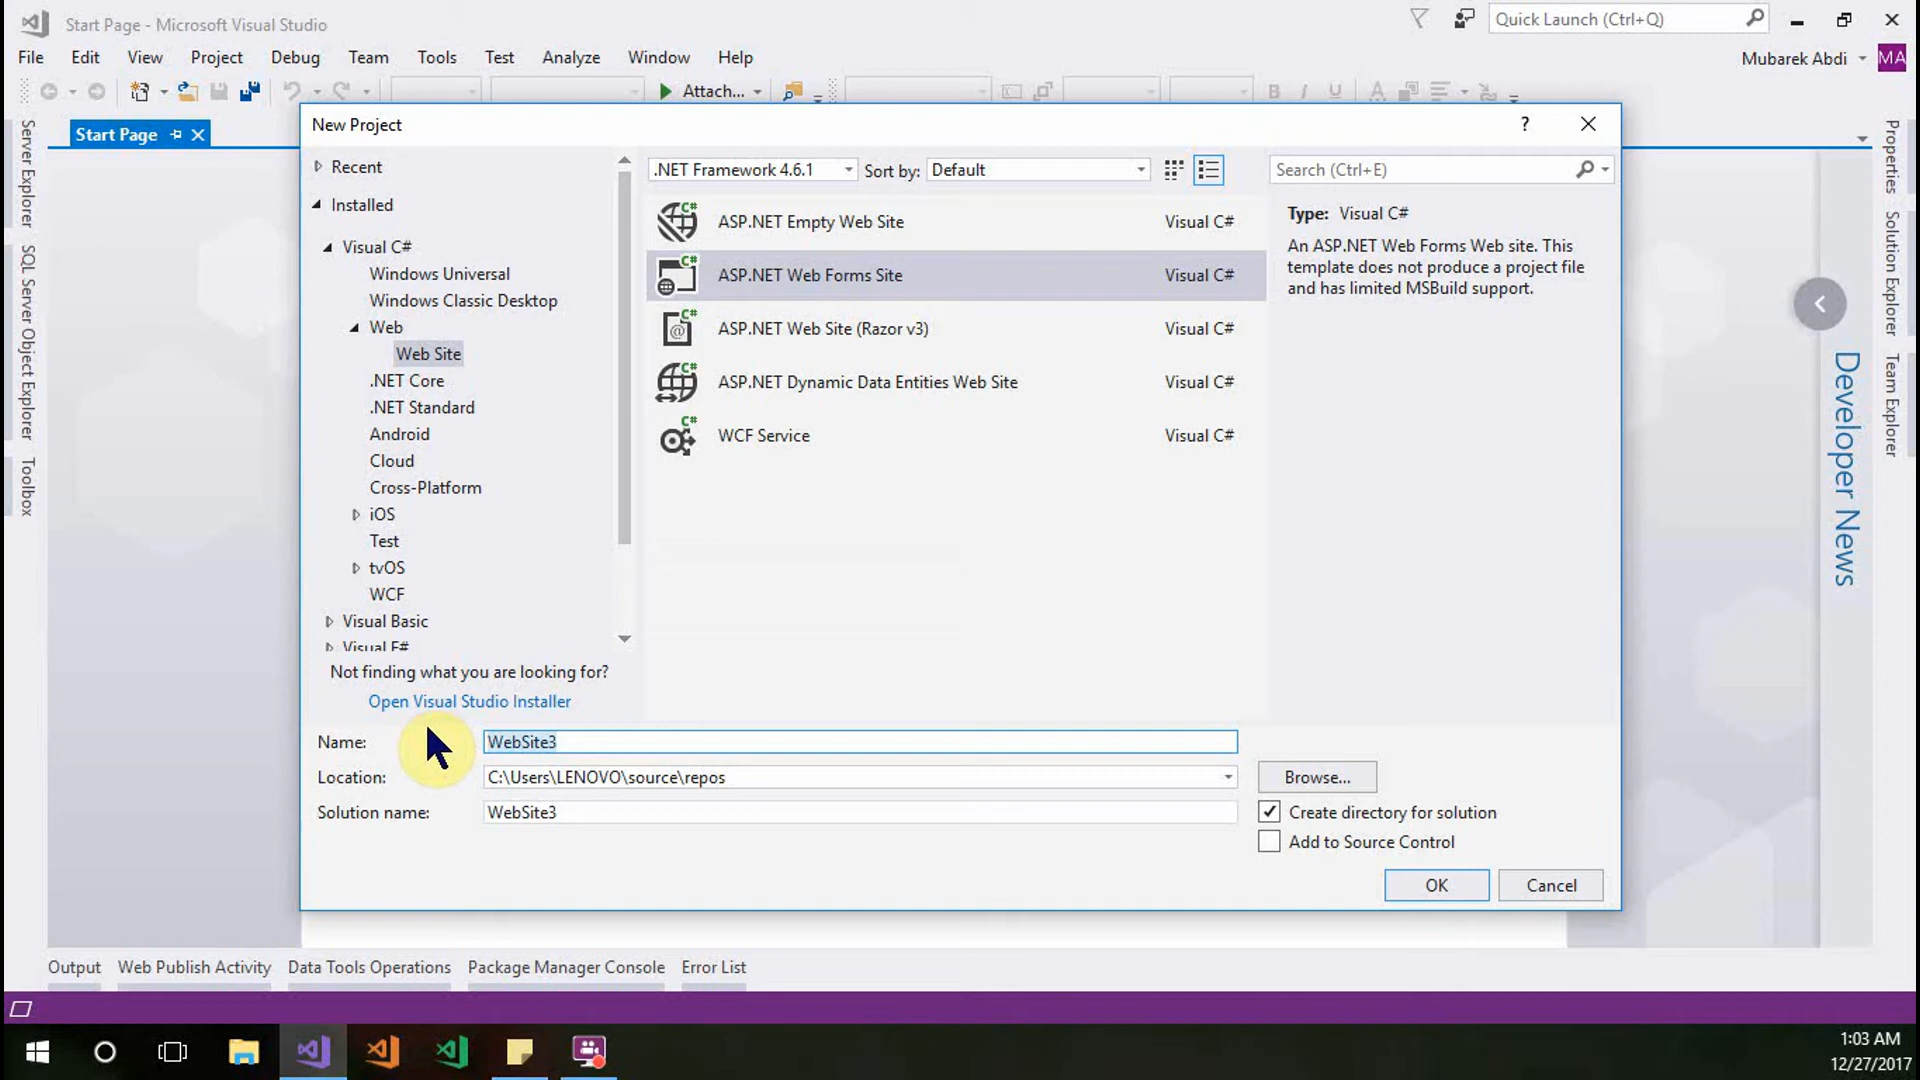 Start Page - Microsoft Visual Studio
Quick Launch (Ctrl+Q)
File Edit View Project Debug Team Tools Test Analyze Window Help
Mubarek Abdi MA
Attach... B I U A
Start Page
New Project ?
Recent
Installed
Visual C#
Windows Universal
Windows Classic Desktop
Web
Web Site
.NET Core
.NET Standard
Android
Cloud
Cross-Platform
iOS
Test
tvOS
WCF
Visual Basic
Visual F#
Not finding what you are looking for?
Open Visual Studio Installer
.NET Framework 4.6.1 Sort by: Default
Search (Ctrl+E)
C# ASP.NET Empty Web Site Visual C#
C# ASP.NET Web Forms Site Visual C#
C# @ ASP.NET Web Site (Razor v3) Visual C#
C# ASP.NET Dynamic Data Entities Web Site Visual C#
C# WCF Service Visual C#
Type: Visual C#
An ASP.NET Web Forms Web site. This
template does not produce a project file
and has limited MSBuild support.
Name: WebSite3
Location: C:\Users\LENOVO\source\repos Browse...
Solution name: WebSite3
Create directory for solution
Add to Source Control
OK Cancel
Server Explorer
SQL Server Object Explorer
Toolbox
Properties
Solution Explorer
Team Explorer
Developer News
Output Web Publish Activity Data Tools Operations Package Manager Console Error List
1:03 AM
12/27/2017